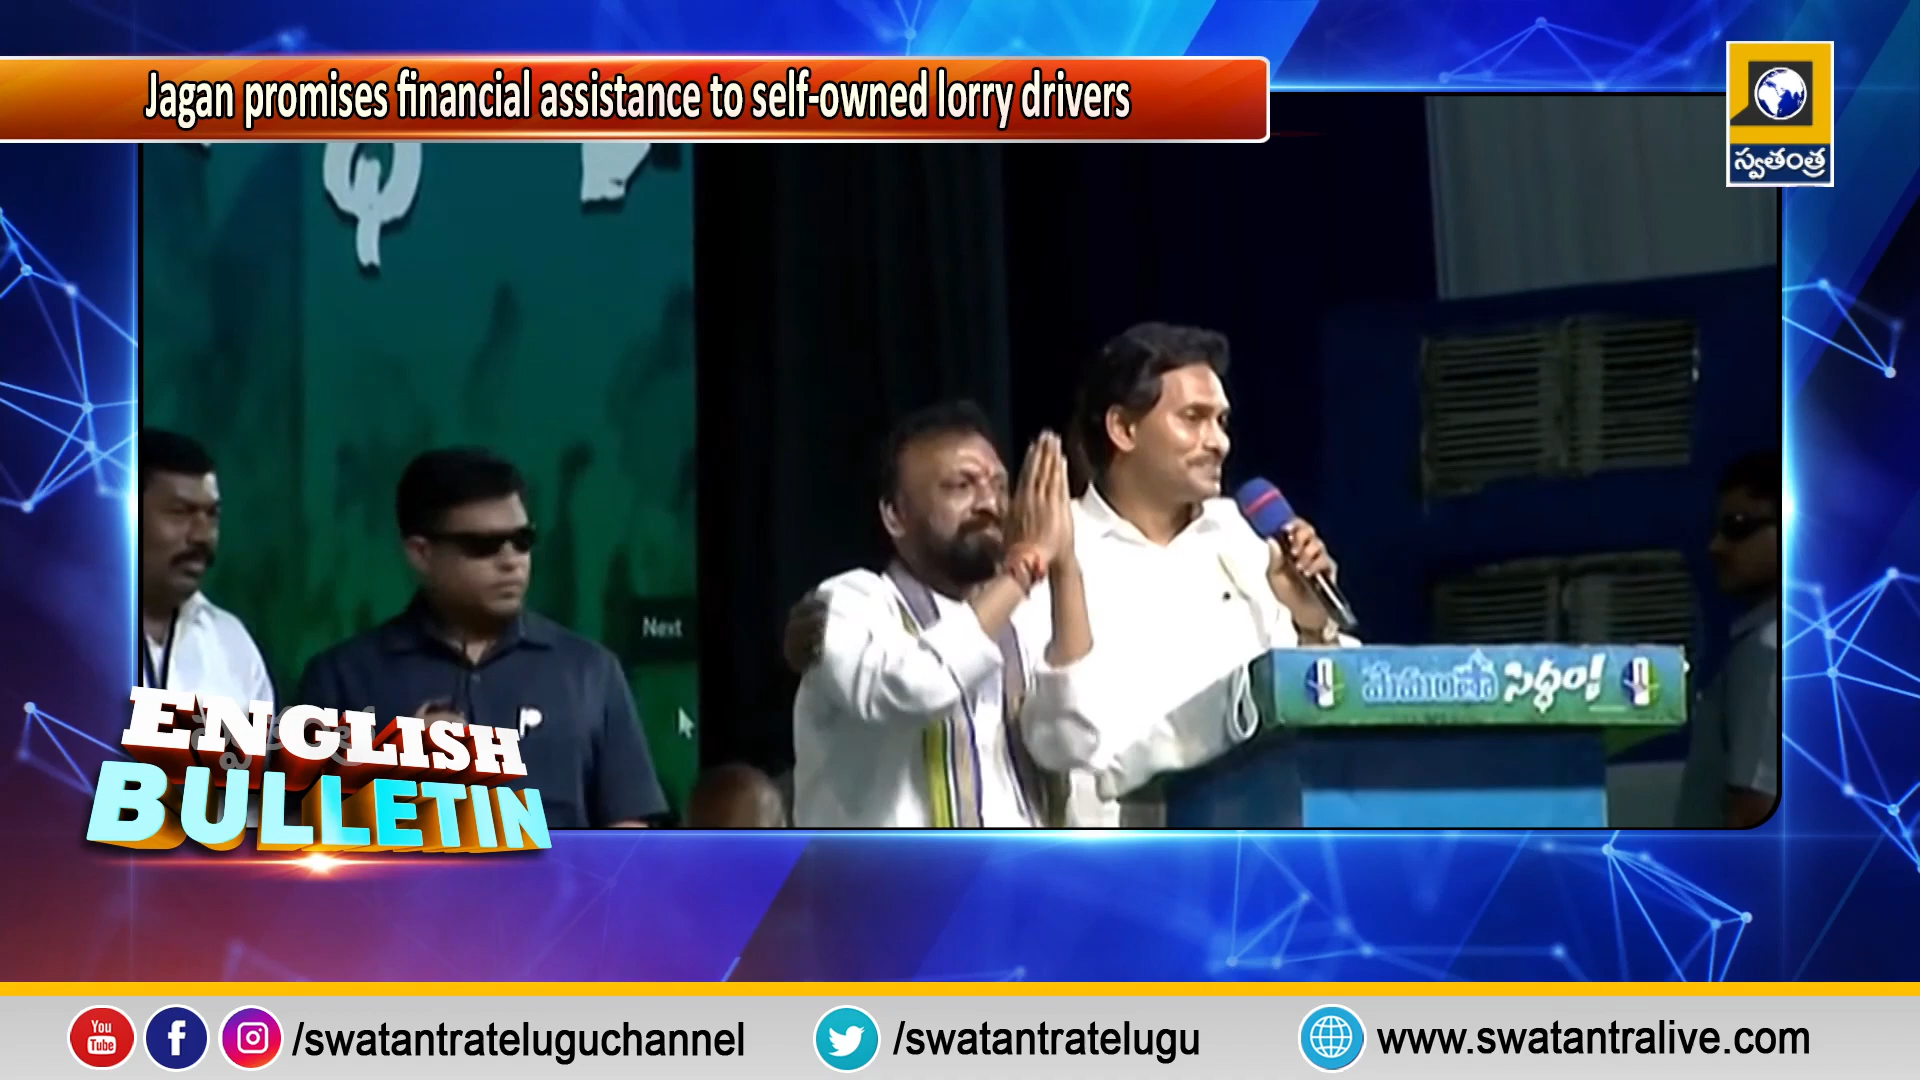 Jagan promises financial assistance to self-owned lorry drivers
స్వతంత్ర
Next
మేమంతా సిద్ధం!
ENGLISH
BULLETIN
You
Tube
/swatantrateluguchannel
/swatantratelugu
www.swatantralive.com